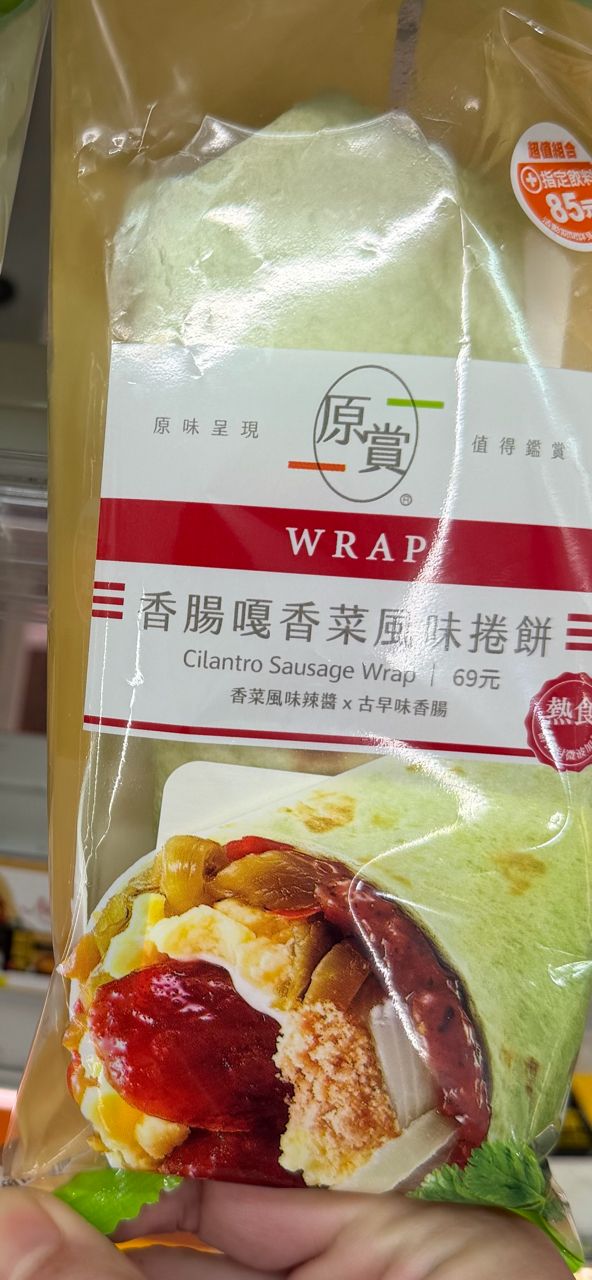 超值組合
+指定飲料
85元
原味呈現
原賞
®
值得鑑賞
WRAP
香腸嘎香菜風味捲餅
Cilantro Sausage Wrap | 69元
香菜風味辣醬 x 古早味香腸
熱食